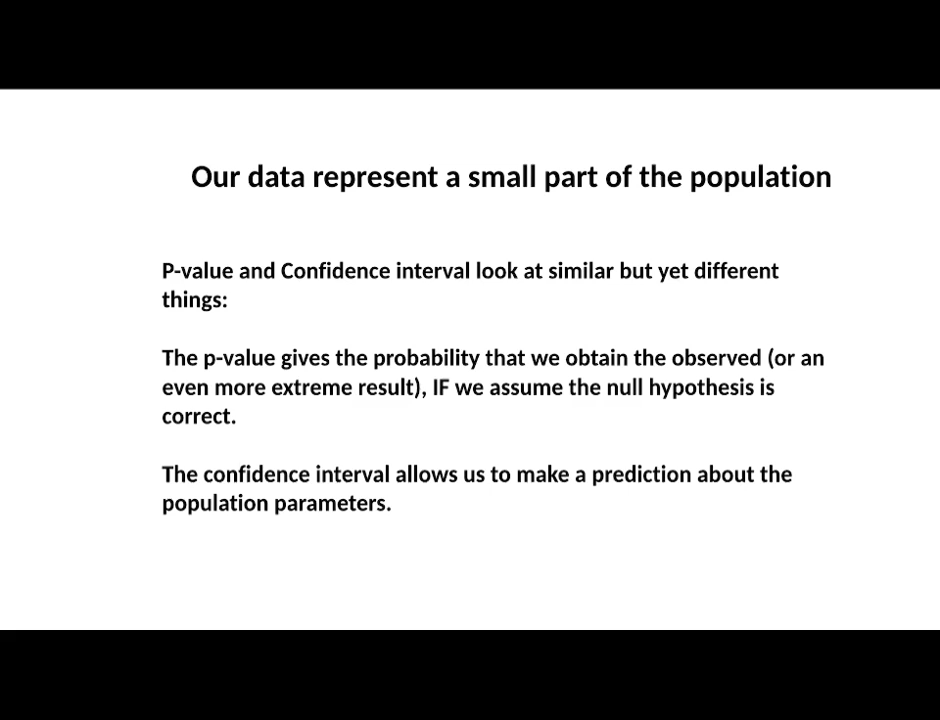 Our data represent a small part of the population
P-value and Confidence interval look at similar but yet different
things:
The p-value gives the probability that we obtain the observed (or an
even more extreme result), IF we assume the null hypothesis is
correct.
The confidence interval allows us to make a prediction about the
population parameters.